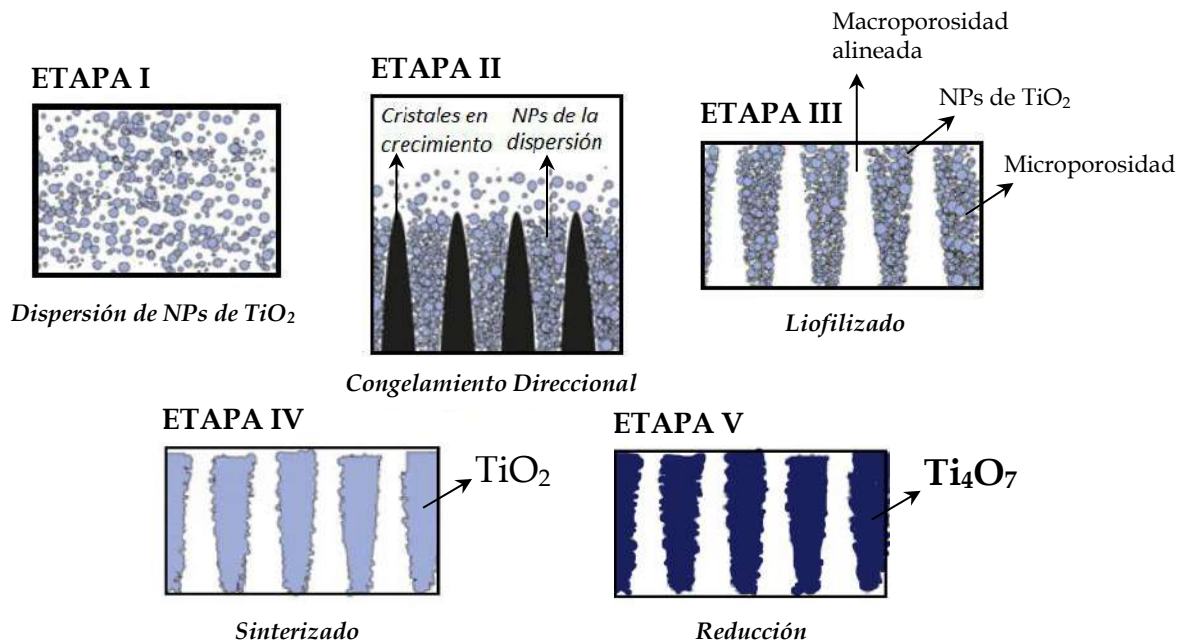 ETAPA I
Dispersión de NPs de TiO₂
ETAPA II
Cristales en
crecimiento
NPs de la
dispersión
Congelamiento Direccional
Macroporosidad
alineada
ETAPA III
NPs de TiO₂
Microporosidad
Liofilizado
ETAPA IV
TiO₂
Sinterizado
ETAPA V
Ti₄O₇
Reducción